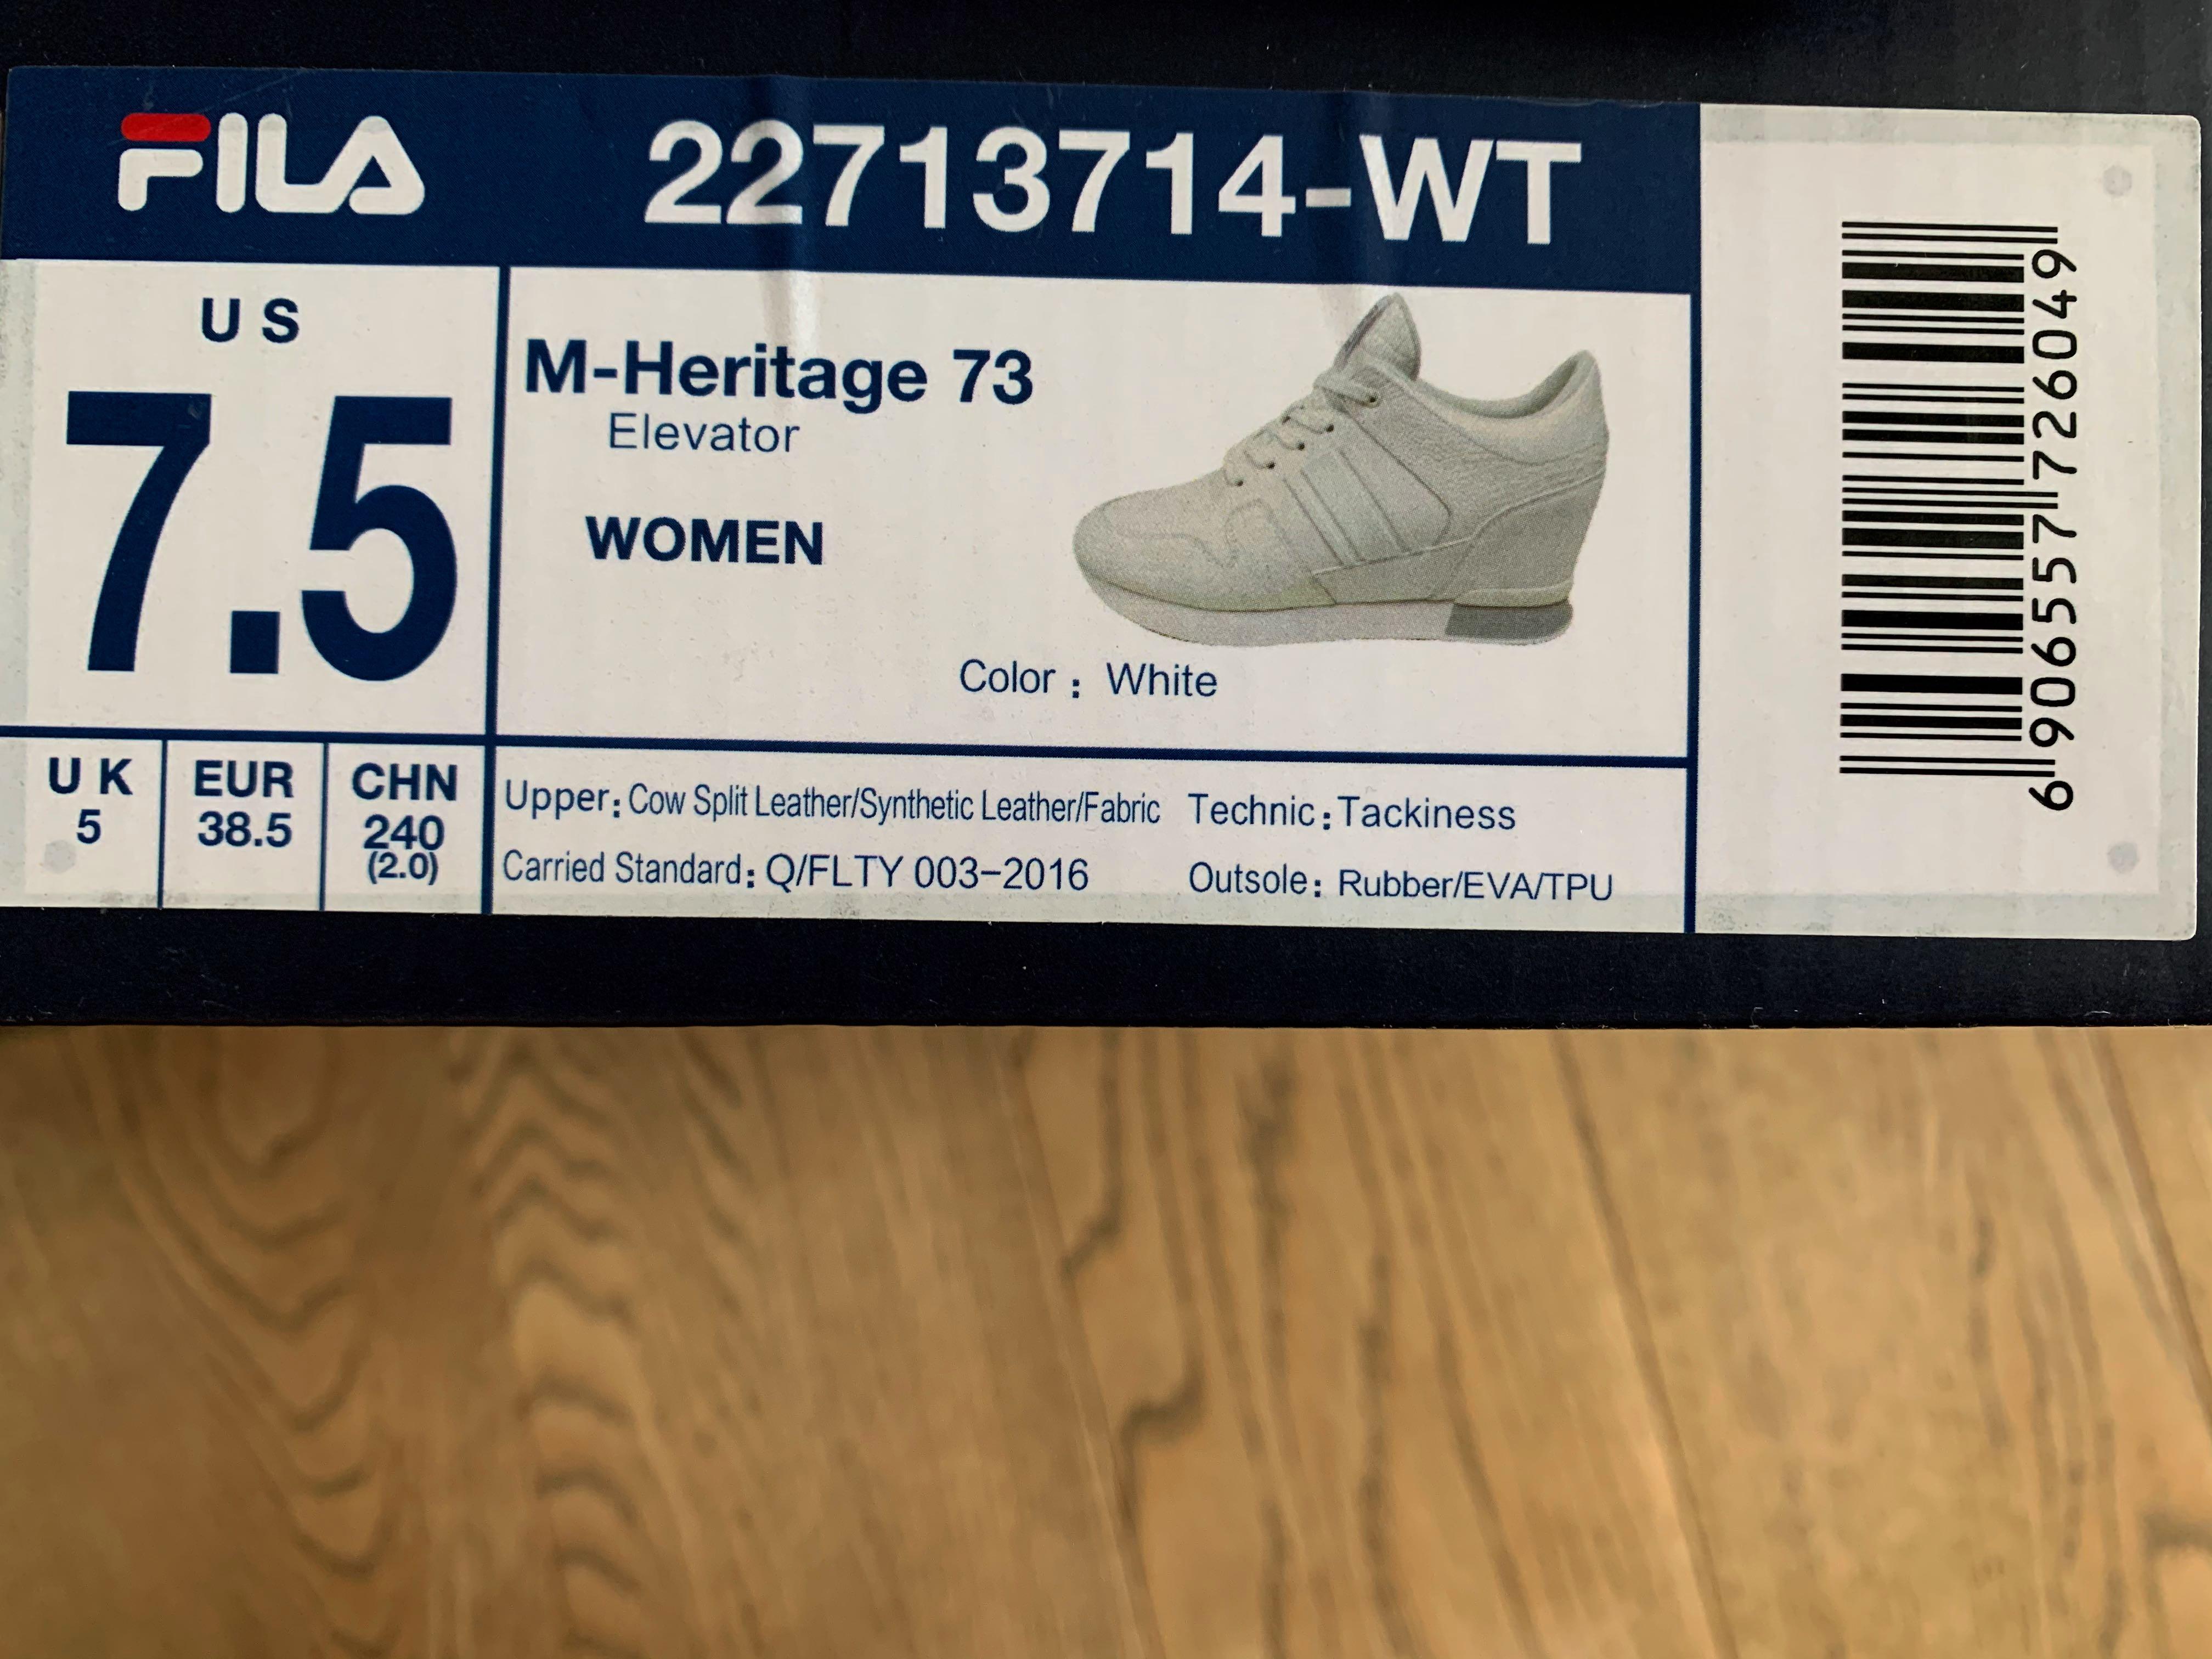 FILA 22713714-WT
US
7.5
M-Heritage 73
Elevator
WOMEN
Color：White
UK
5
EUR
38.5
CHN
240
(2.0)
Upper: Cow Split Leather/Synthetic Leather/Fabric Technic: Tackiness
Carried Standard: Q/FLTY 003-2016 Outsole: Rubber/EVA/TPU
6906557726049